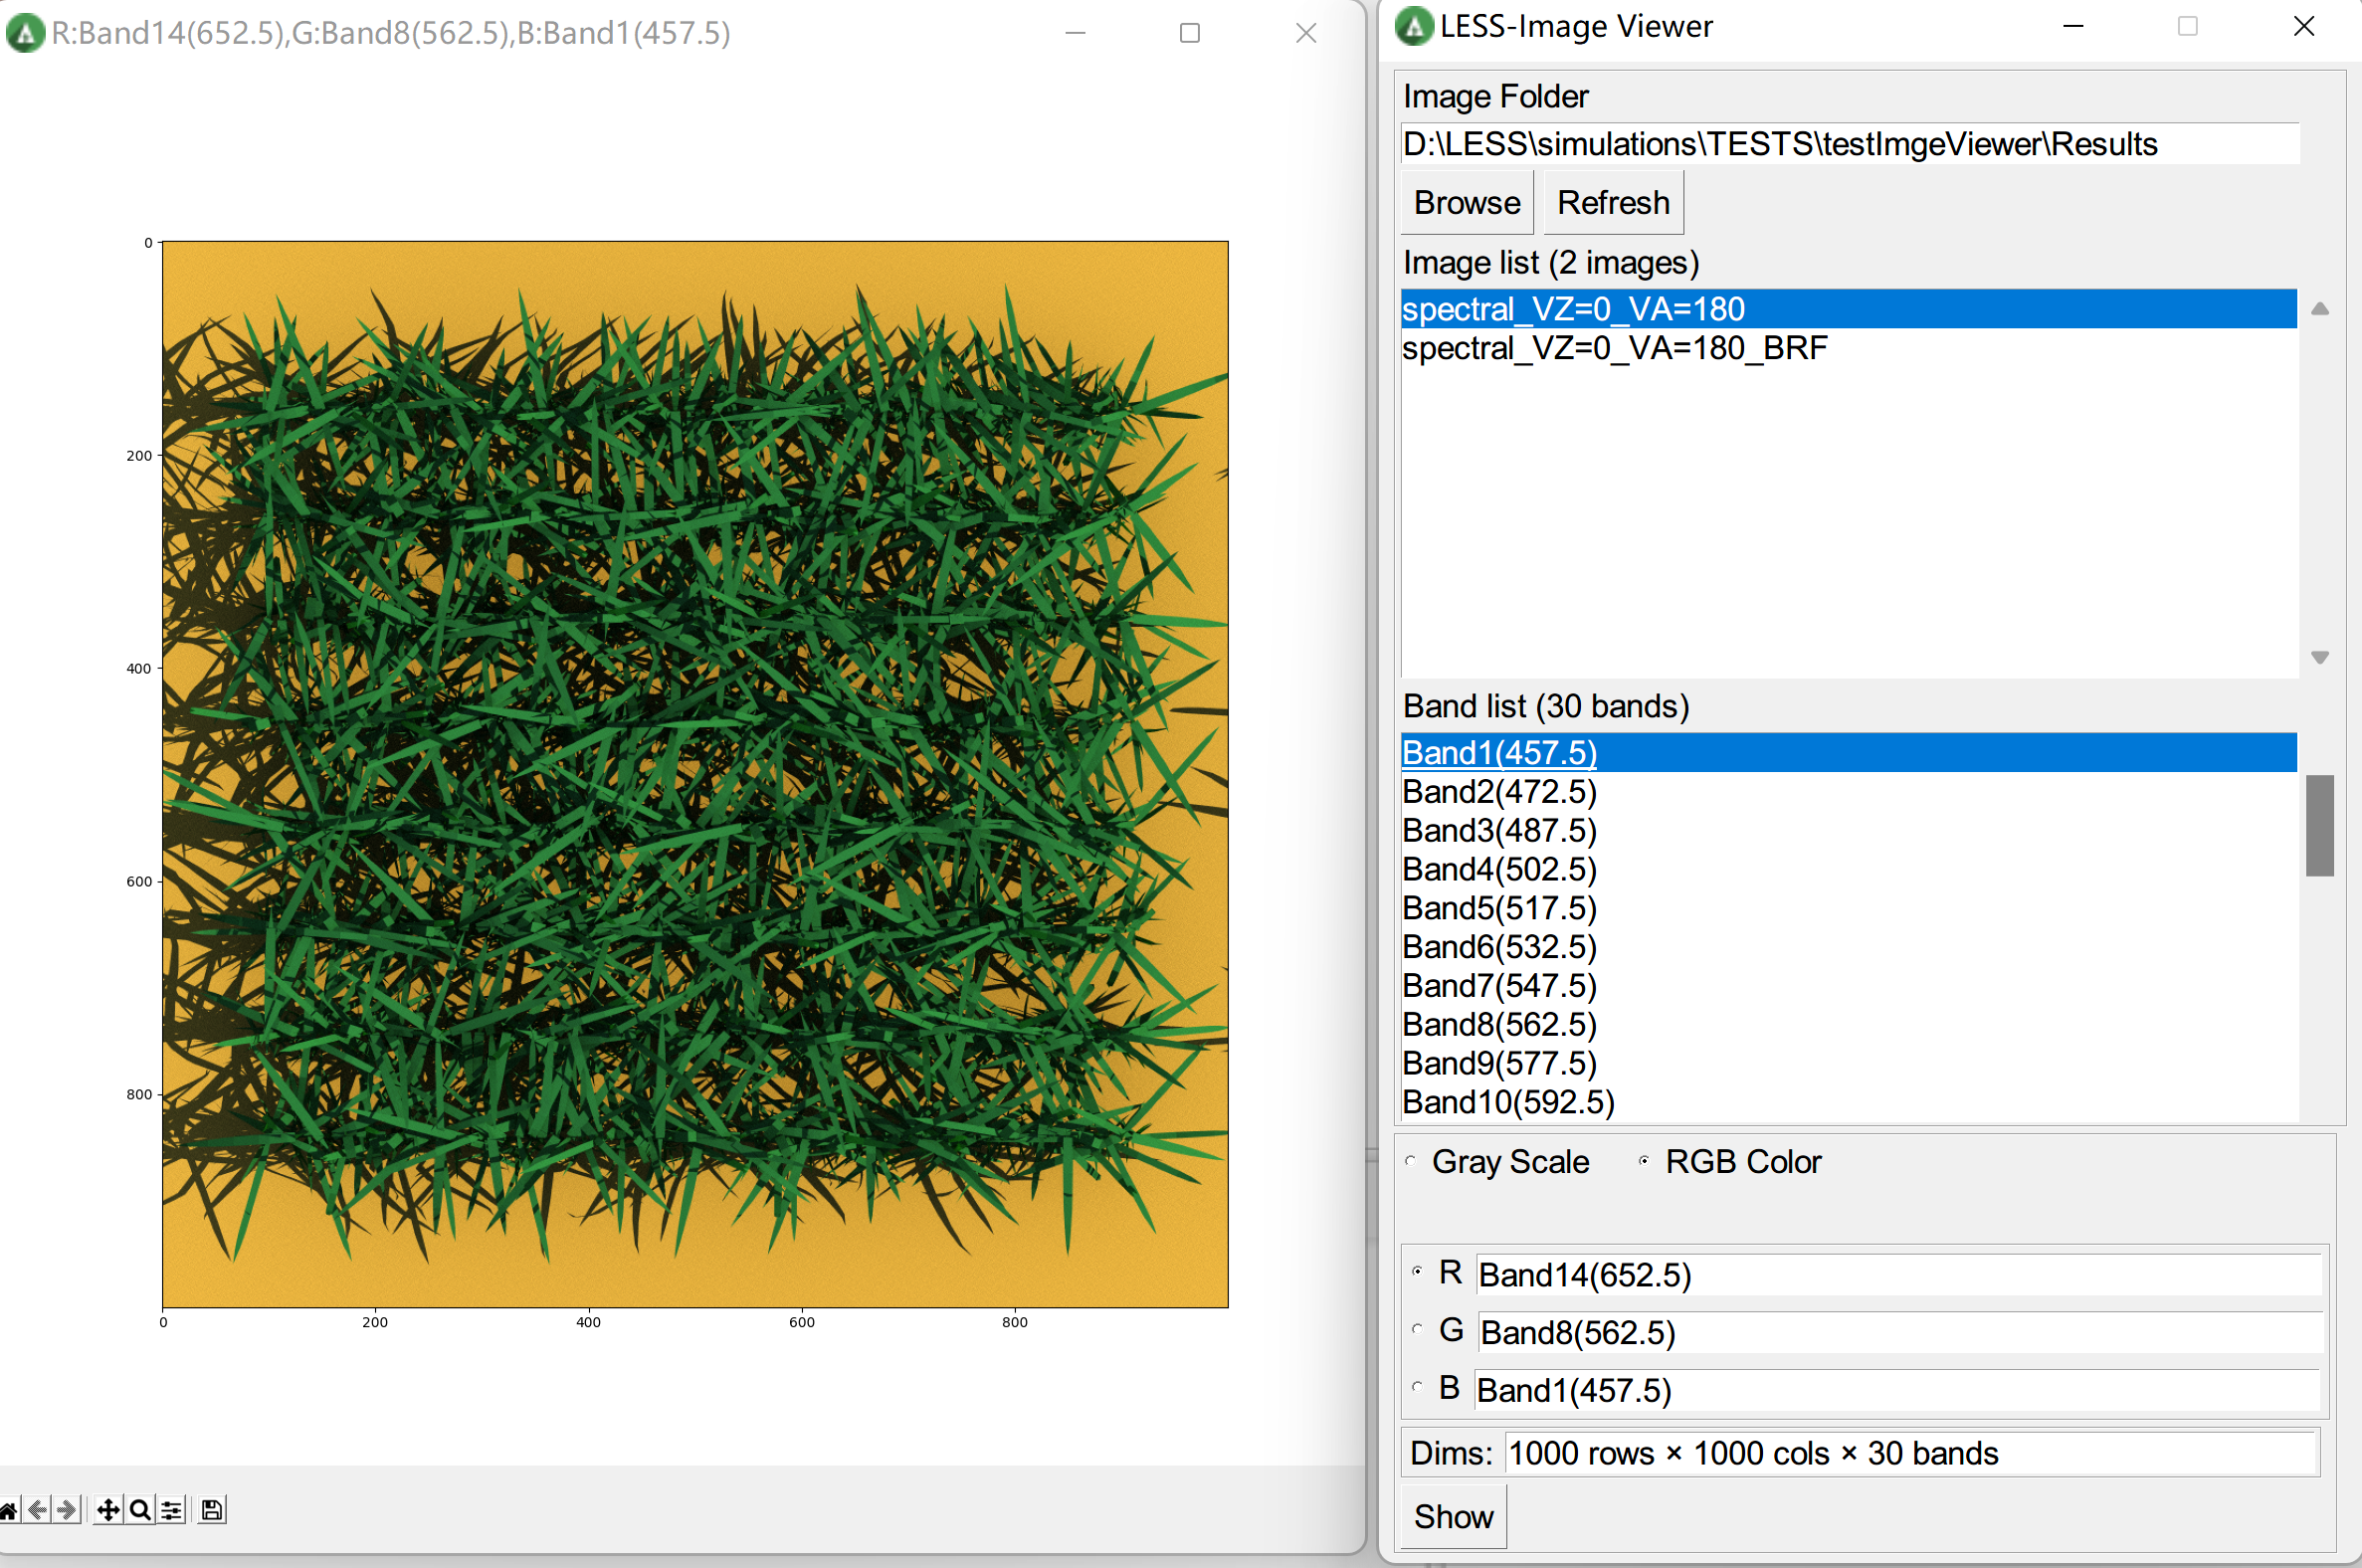 R:Band14(652.5),G:Band8(562.5),B:Band1(457.5)
0
200
400
600
800
0 200 400 600 800
LESS-Image Viewer
Image Folder
D:\LESS\simulations\TESTS\testImgeViewer\Results
Browse Refresh
Image list (2 images)
spectral_VZ=0_VA=180
spectral_VZ=0_VA=180_BRF
Band list (30 bands)
Band1(457.5)
Band2(472.5)
Band3(487.5)
Band4(502.5)
Band5(517.5)
Band6(532.5)
Band7(547.5)
Band8(562.5)
Band9(577.5)
Band10(592.5)
Gray Scale RGB Color
R Band14(652.5)
G Band8(562.5)
B Band1(457.5)
Dims: 1000 rows × 1000 cols × 30 bands
Show